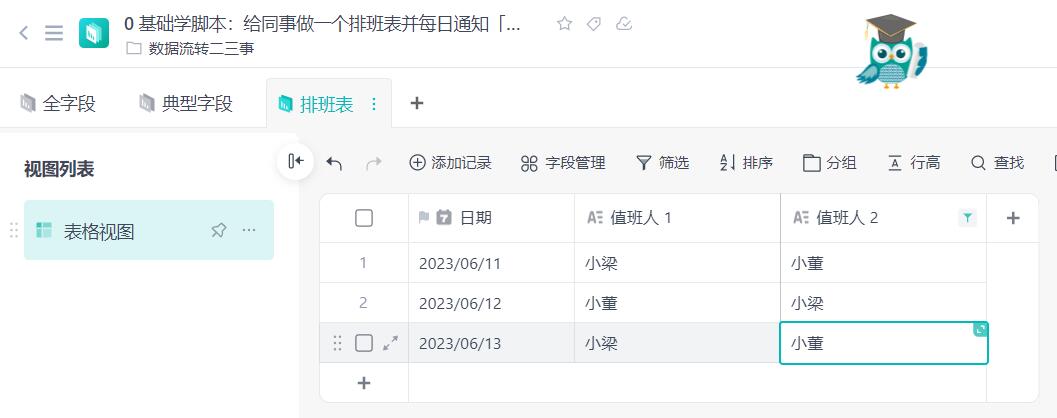 0 基础学脚本：给同事做一个排班表并每日通知「...
数据流转二三事
全字段 典型字段 排班表
视图列表
表格视图
添加记录 字段管理 筛选 排序 分组 行高 查找
日期 值班人 1 值班人 2
1 2023/06/11 小梁 小董
2 2023/06/12 小董 小梁
2023/06/13 小梁 小董